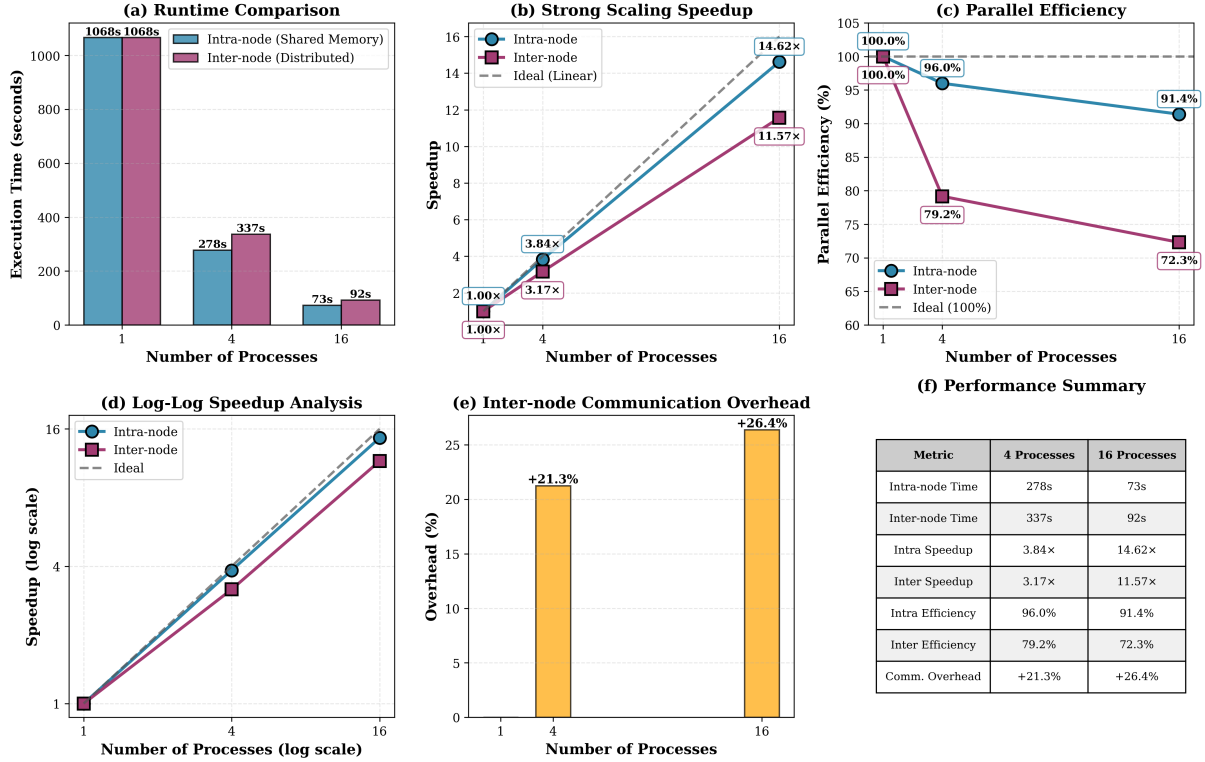 (a) Runtime Comparison
1068s 1068s
278s
337s
73s
92s
Intra-node (Shared Memory)
Inter-node (Distributed)
Execution Time (seconds)
1000
800
600
400
200
0
1
4
16
Number of Processes
(b) Strong Scaling Speedup
Intra-node
Inter-node
Ideal (Linear)
14.62×
11.57×
3.84×
3.17×
1.00×
1.00×
Speedup
16
14
12
10
8
6
4
2
1
4
16
Number of Processes
(c) Parallel Efficiency
100.0%
100.0%
96.0%
91.4%
79.2%
72.3%
Intra-node
Inter-node
Ideal (100%)
Parallel Efficiency (%)
105
100
95
90
85
80
75
70
65
60
1
4
16
Number of Processes
(d) Log-Log Speedup Analysis
Intra-node
Inter-node
Ideal
Speedup (log scale)
16
4
1
1
4
16
Number of Processes (log scale)
(e) Inter-node Communication Overhead
+21.3%
+26.4%
Overhead (%)
25
20
15
10
5
0
1
4
16
Number of Processes
(f) Performance Summary
Metric 4 Processes 16 Processes
Intra-node Time 278s 73s
Inter-node Time 337s 92s
Intra Speedup 3.84× 14.62×
Inter Speedup 3.17× 11.57×
Intra Efficiency 96.0% 91.4%
Inter Efficiency 79.2% 72.3%
Comm. Overhead +21.3% +26.4%